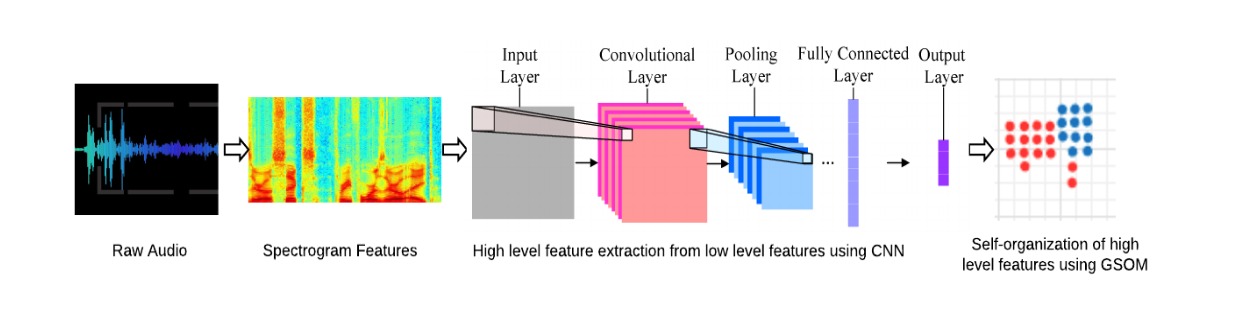 Input
Layer
Convolutional
Layer
Pooling
Layer
Fully Connected
Layer
Output
Layer
...
Raw Audio
Spectrogram Features
High level feature extraction from low level features using CNN
Self-organization of high
level features using GSOM